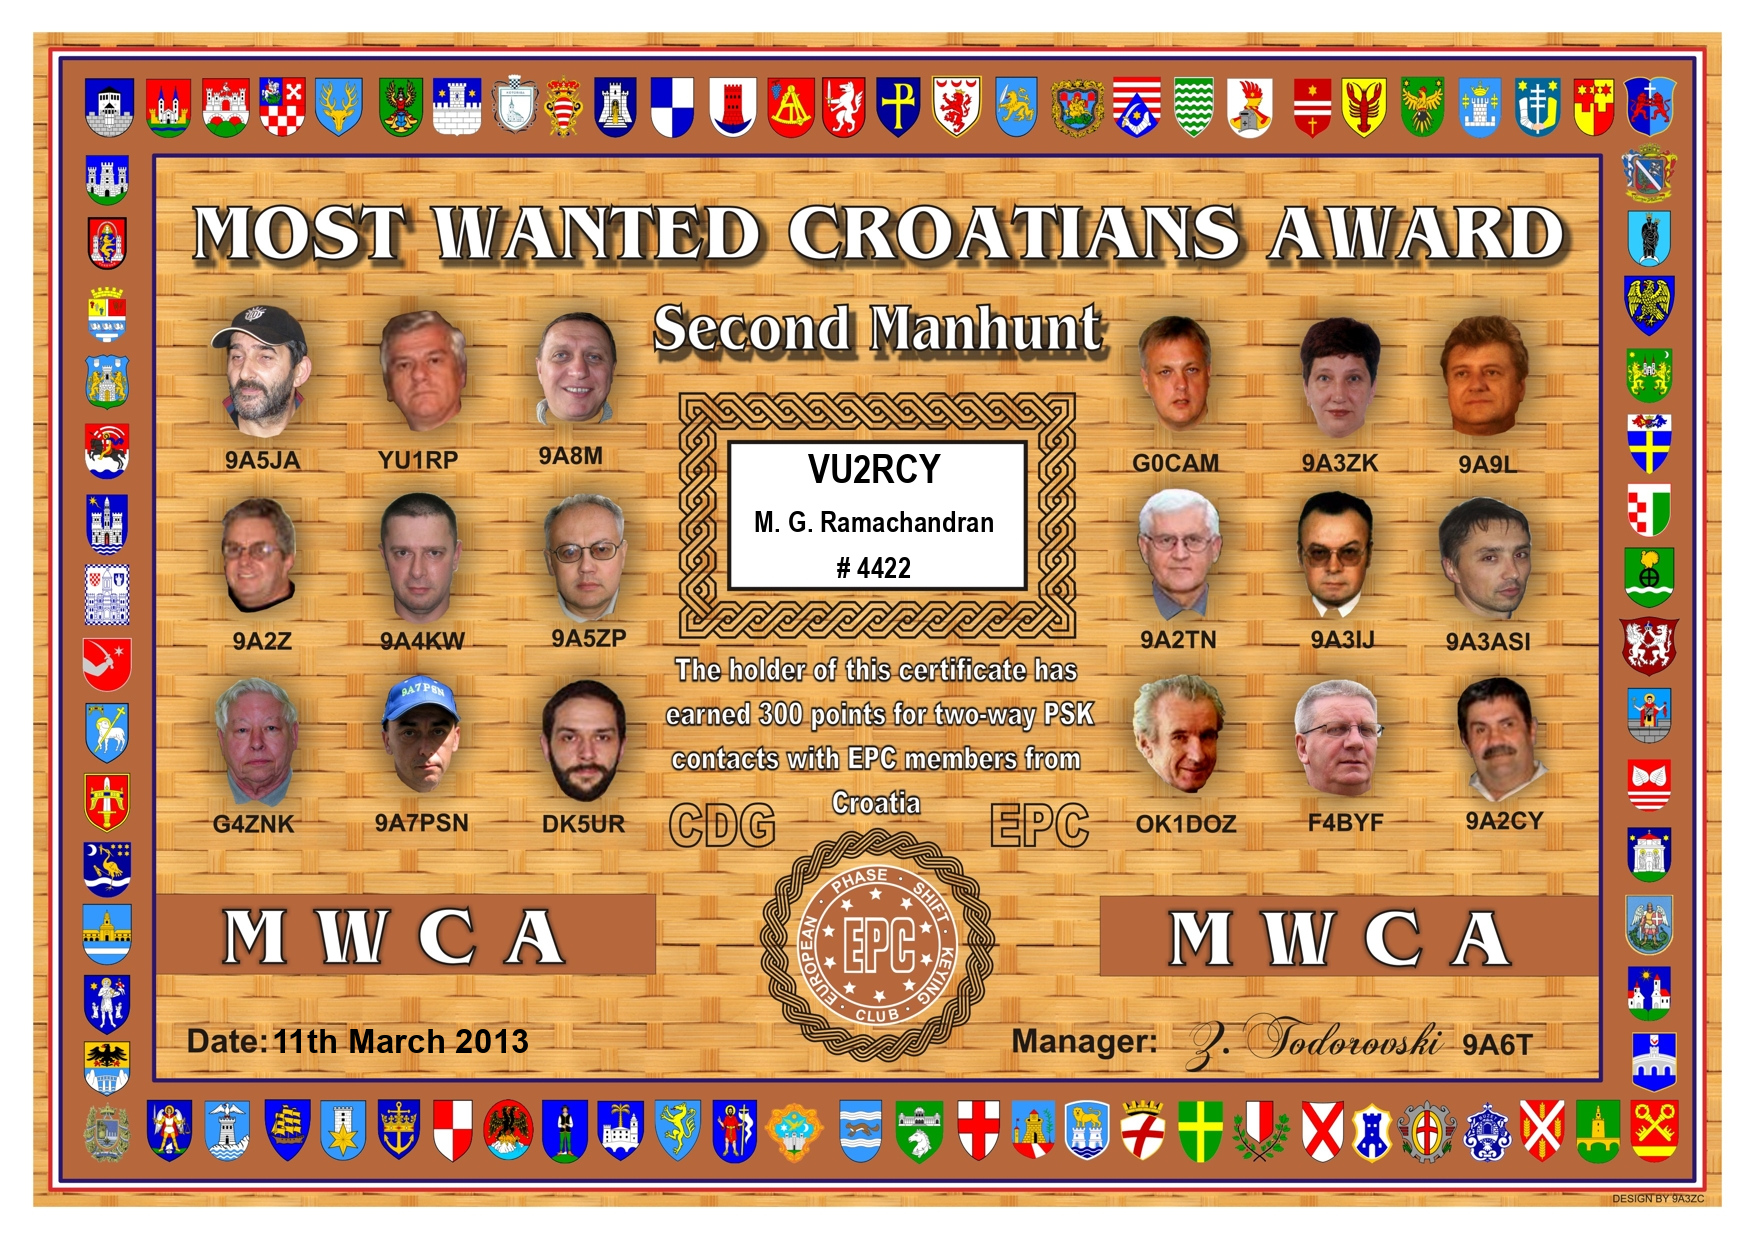 MOST WANTED CROATIANS AWARD
Second Manhunt
9A5JA YU1RP 9A8M G0CAM 9A3ZK 9A9L
VU2RCY
M. G. Ramachandran
# 4422
9A2Z 9A4KW 9A5ZP 9A2TN 9A3IJ 9A3ASI
The holder of this certificate has
earned 300 points for two-way PSK
contacts with EPC members from
Croatia
9A7PSN
G4ZNK 9A7PSN DK5UR CDG EPC OK1DOZ F4BYF 9A2CY
M W C A
EUROPEAN · PHASE · SHIFT · KEYING · CLUB ·
EPC
M W C A
Date: 11th March 2013
Manager: Z. Todorovski 9A6T
DESIGN BY 9A3ZC